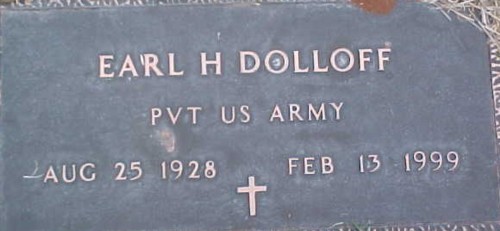 EARL H DOLLOFF
PVT US ARMY
AUG 25 1928 FEB 13 1999